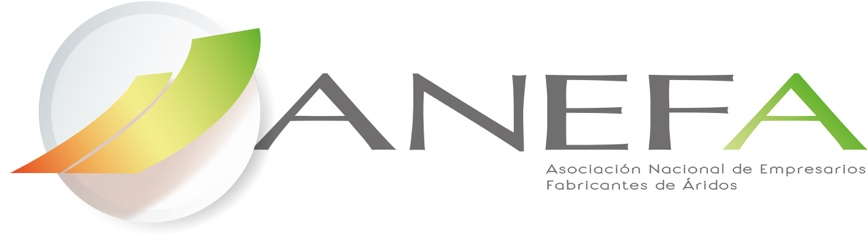 ANEFA
Asociación Nacional de Empresarios
Fabricantes de Áridos